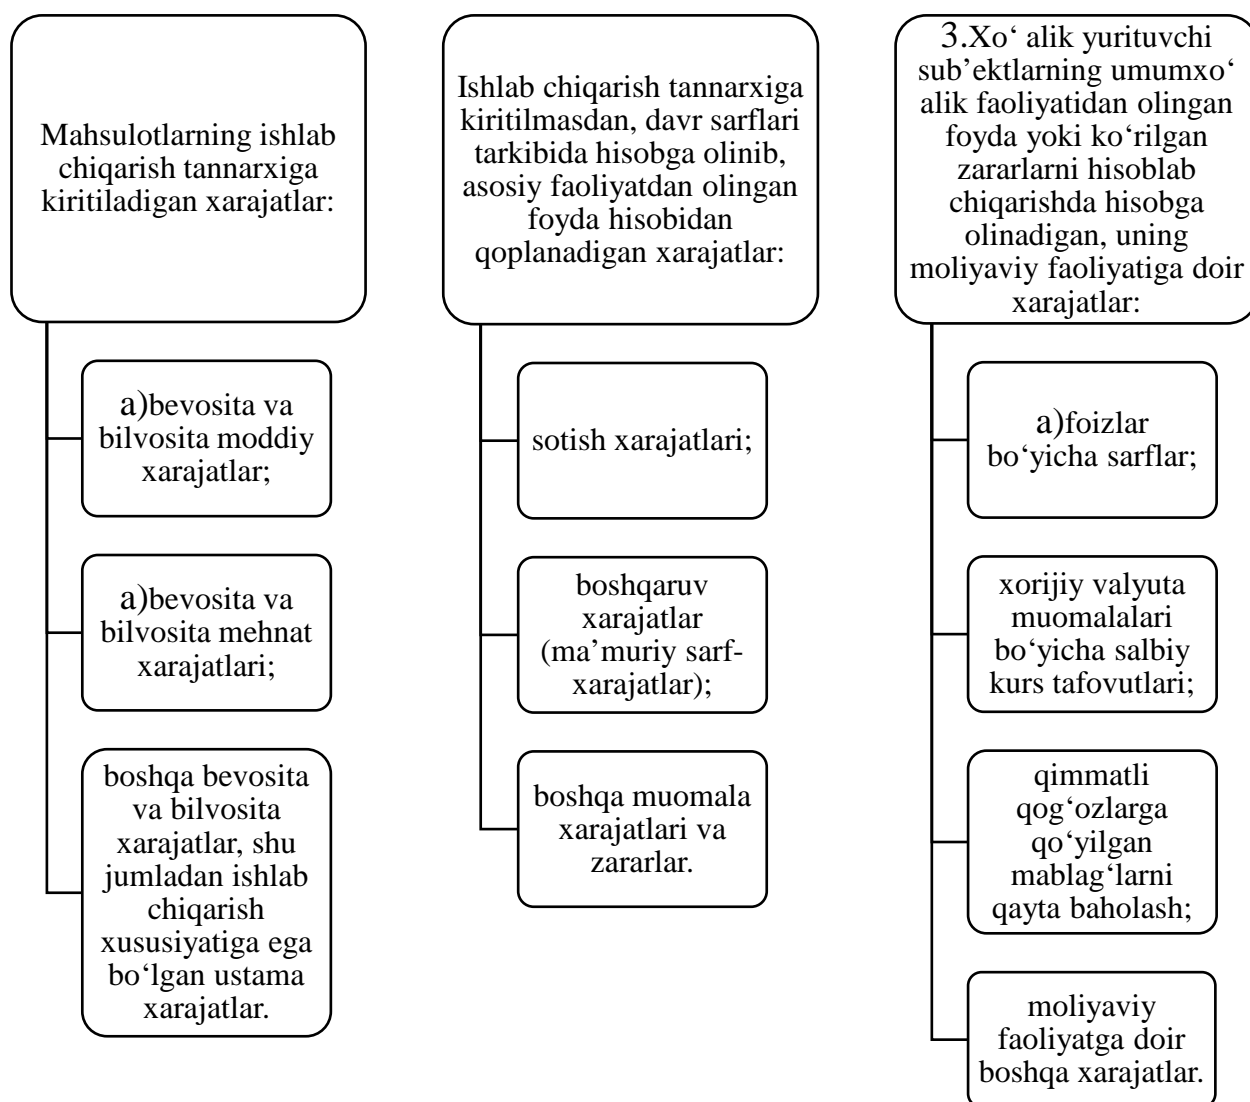 Mahsulotlarning ishlab
chiqarish tannarxiga
kiritiladigan xarajatlar:
a)bevosita va
bilvosita moddiy
xarajatlar;
a)bevosita va
bilvosita mehnat
xarajatlari;
boshqa bevosita
va bilvosita
xarajatlar, shu
jumladan ishlab
chiqarish
xususiyatiga ega
bo‘lgan ustama
xarajatlar.
Ishlab chiqarish tannarxiga
kiritilmasdan, davr sarflari
tarkibida hisobga olinib,
asosiy faoliyatdan olingan
foyda hisobidan
qoplanadigan xarajatlar:
sotish xarajatlari;
boshqaruv
xarajatlar
(ma’muriy sarf-
xarajatlar);
boshqa muomala
xarajatlari va
zararlar.
3.Xo‘ alik yurituvchi
sub’ektlarning umumxo‘
alik faoliyatidan olingan
foyda yoki ko‘rilgan
zararlarni hisoblab
chiqarishda hisobga
olinadigan, uning
moliyaviy faoliyatiga doir
xarajatlar:
a)foizlar
bo‘yicha sarflar;
xorijiy valyuta
muomalalari
bo‘yicha salbiy
kurs tafovutlari;
qimmatli
qog‘ozlarga
qo‘yilgan
mablag‘larni
qayta baholash;
moliyaviy
faoliyatga doir
boshqa xarajatlar.